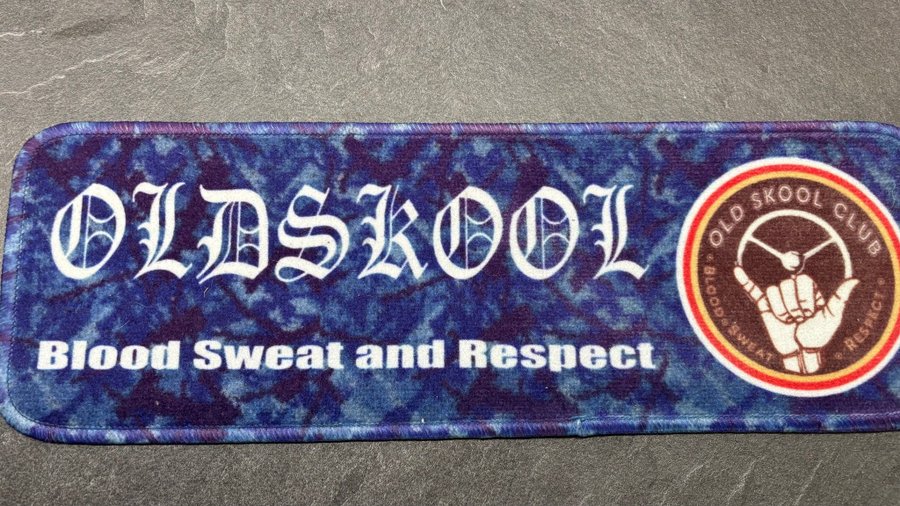 OLDSkOOL
Blood Sweat and Respect
OLD SKOOL CLUB
• BLOOD & SWEAT • RESPECT •